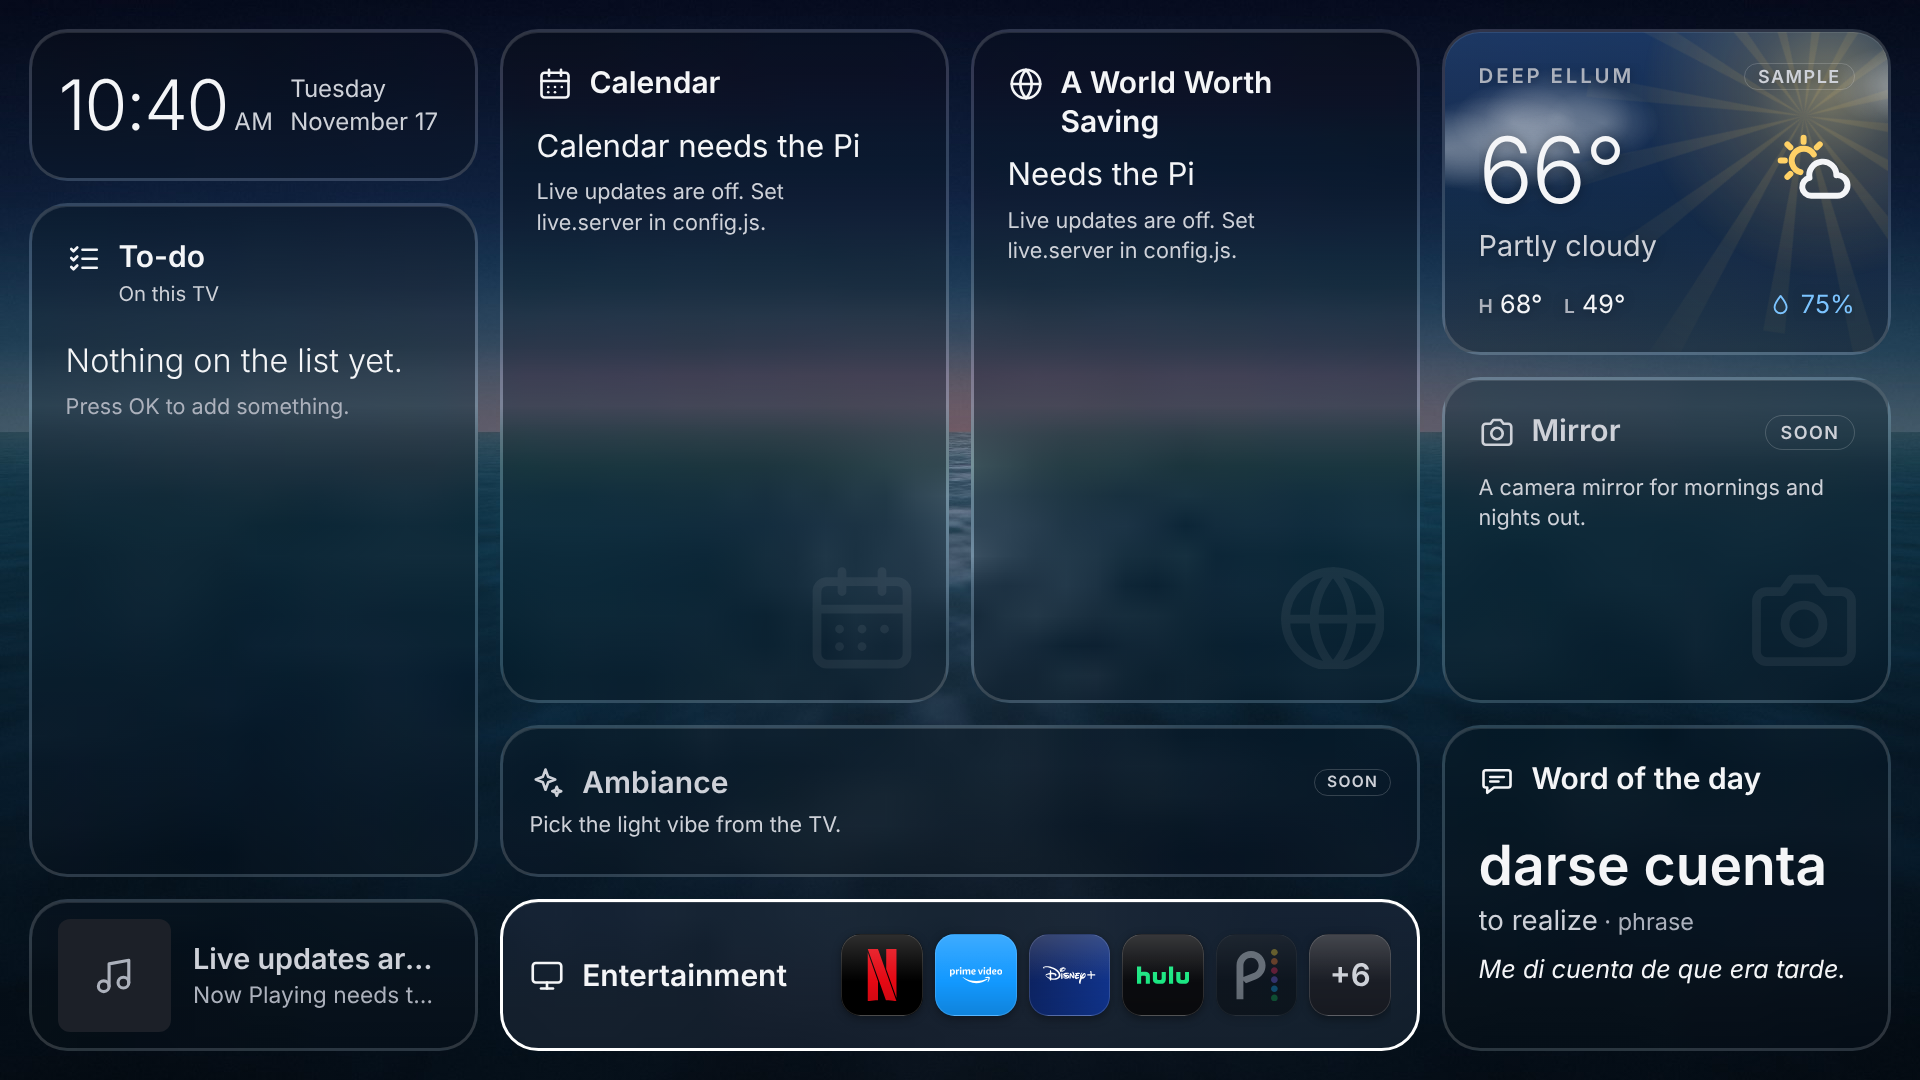 10:40 AM
Tuesday
November 17
To-do
On this TV
Nothing on the list yet.
Press OK to add something.
Live updates ar...
Now Playing needs t...
Calendar
Calendar needs the Pi
Live updates are off. Set
live.server in config.js.
A World Worth
Saving
Needs the Pi
Live updates are off. Set
live.server in config.js.
Ambiance
SOON
Pick the light vibe from the TV.
Entertainment
N
prime video
Disney+
hulu
P
+6
DEEP ELLUM
SAMPLE
66°
Partly cloudy
H 68° L 49°
75%
Mirror
SOON
A camera mirror for mornings and
nights out.
Word of the day
darse cuenta
to realize · phrase
Me di cuenta de que era tarde.